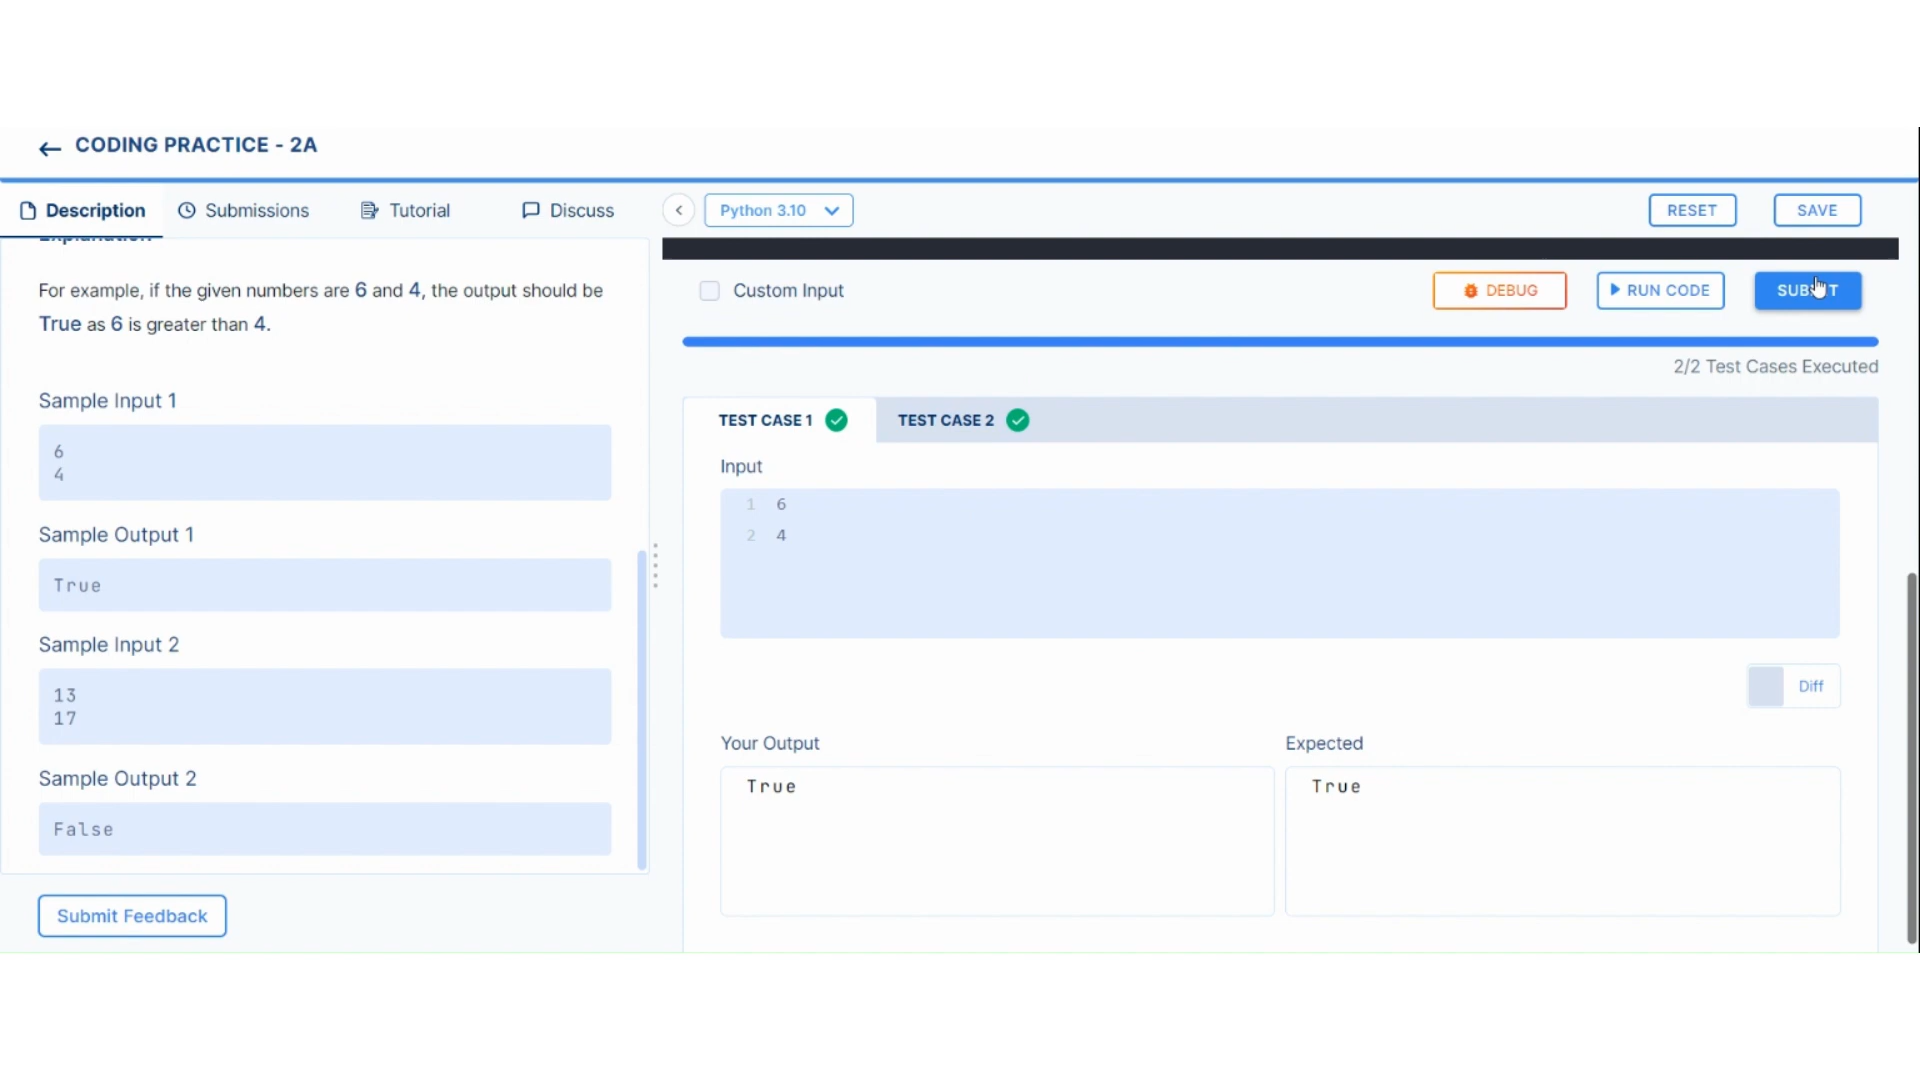 CODING PRACTICE - 2A
Description
Submissions
Tutorial
Discuss
Python 3.10
RESET
SAVE
Explanation
For example, if the given numbers are 6 and 4, the output should be
True as 6 is greater than 4.
Sample Input 1
6
4
Sample Output 1
True
Sample Input 2
13
17
Sample Output 2
False
Submit Feedback
Custom Input
DEBUG
RUN CODE
SUBMIT
2/2 Test Cases Executed
TEST CASE 1
TEST CASE 2
Input
1 6
2 4
Diff
Your Output
Expected
True
True